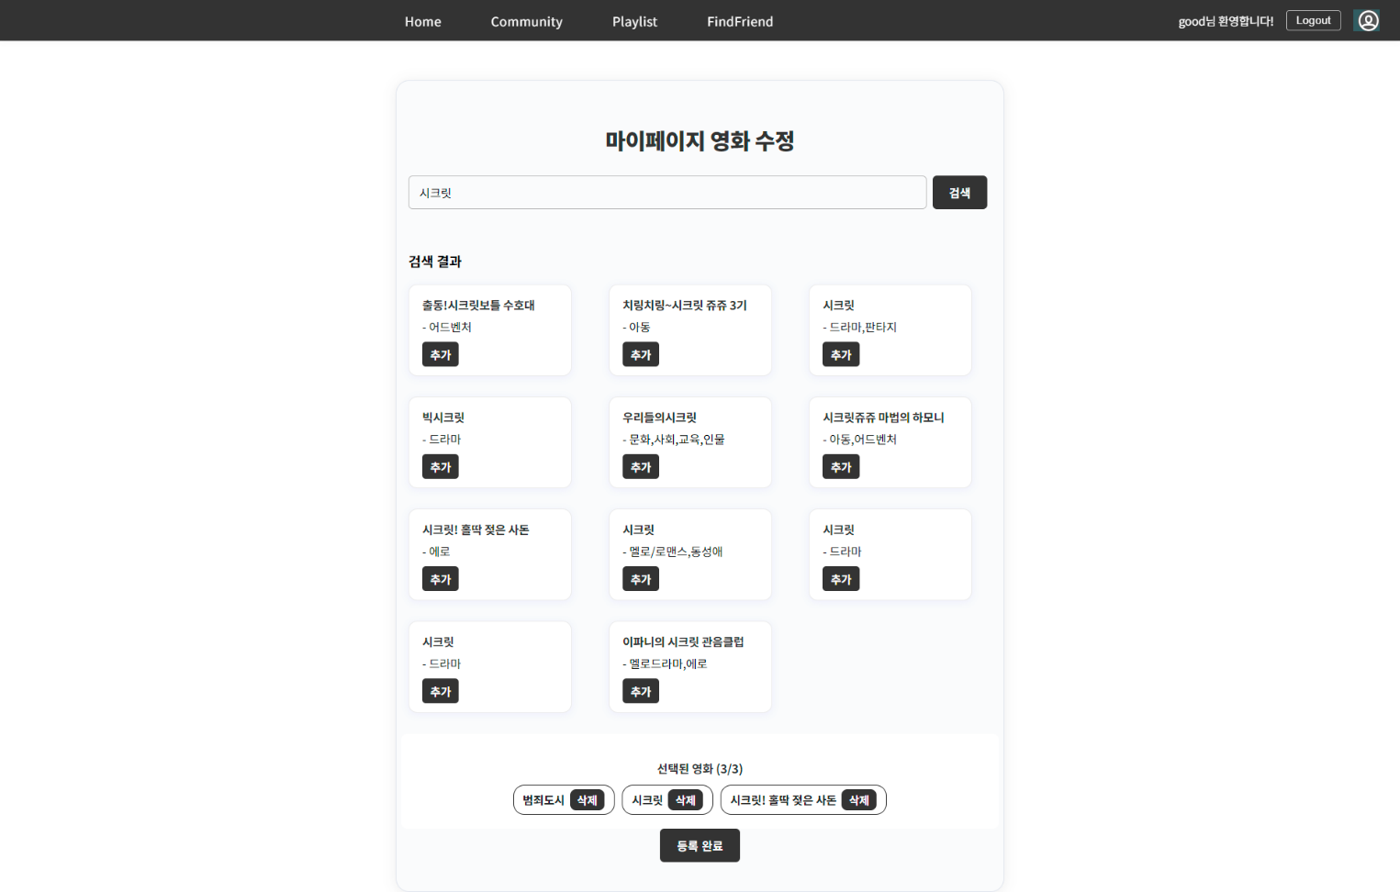 Home Community Playlist FindFriend good님 환영합니다! Logout
마이페이지 영화 수정
시크릿 검색
검색 결과
출동!시크릿보틀 수호대
- 어드벤처
추가
치링치링~시크릿 쥬쥬 3기
- 아동
추가
시크릿
- 드라마,판타지
추가
빅시크릿
- 드라마
추가
우리들의시크릿
- 문화,사회,교육,인물
추가
시크릿쥬쥬 마법의 하모니
- 아동,어드벤처
추가
시크릿! 홀딱 젖은 사돈
- 에로
추가
시크릿
- 멜로/로맨스,동성애
추가
시크릿
- 드라마
추가
시크릿
- 드라마
추가
이파니의 시크릿 관음클럽
- 멜로드라마,에로
추가
선택된 영화 (3/3)
범죄도시 삭제 시크릿 삭제 시크릿! 홀딱 젖은 사돈 삭제
등록 완료